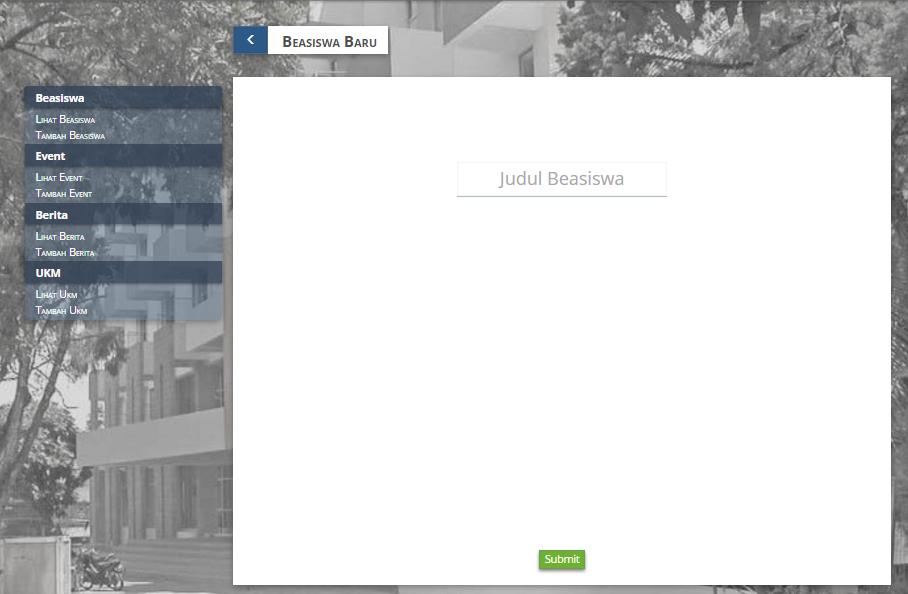 Beasiswa Baru
Beasiswa
Lihat Beasiswa
Tambah Beasiswa
Event
Lihat Event
Tambah Event
Berita
Lihat Berita
Tambah Berita
UKM
Lihat Ukm
Tambah Ukm
Judul Beasiswa
Submit